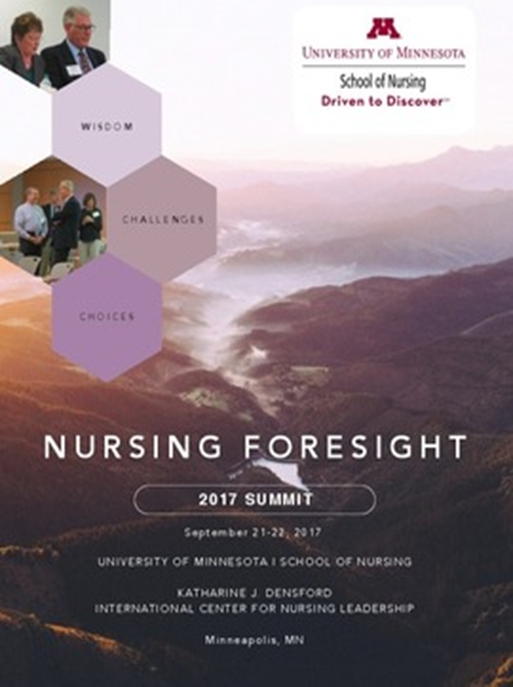 UNIVERSITY OF MINNESOTA
School of Nursing
Driven to Discover℠
WISDOM
CHALLENGES
CHOICES
NURSING FORESIGHT
2017 SUMMIT
September 21-22, 2017
UNIVERSITY OF MINNESOTA I SCHOOL OF NURSING
KATHARINE J. DENSFORD
INTERNATIONAL CENTER FOR NURSING LEADERSHIP
Minneapolis, MN